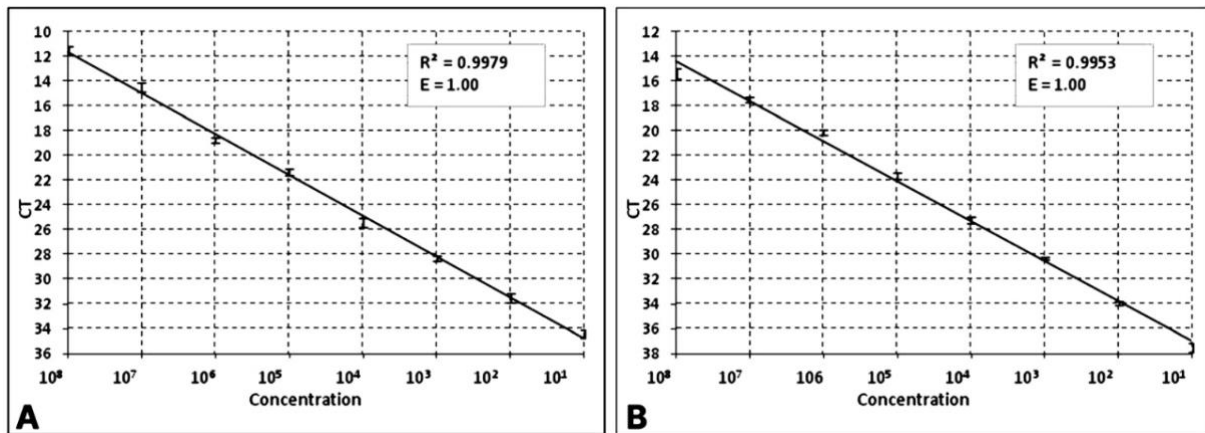 10
12
14
16
18
20
22
24
26
28
30
32
34
36
CT
R² = 0.9979
E = 1.00
10⁸ 10⁷ 10⁶ 10⁵ 10⁴ 10³ 10² 10¹
Concentration
A
12
14
16
18
20
22
24
26
28
30
32
34
36
38
CT
R² = 0.9953
E = 1.00
10⁸ 10⁷ 106 10⁵ 10⁴ 10³ 10² 10¹
Concentration
B